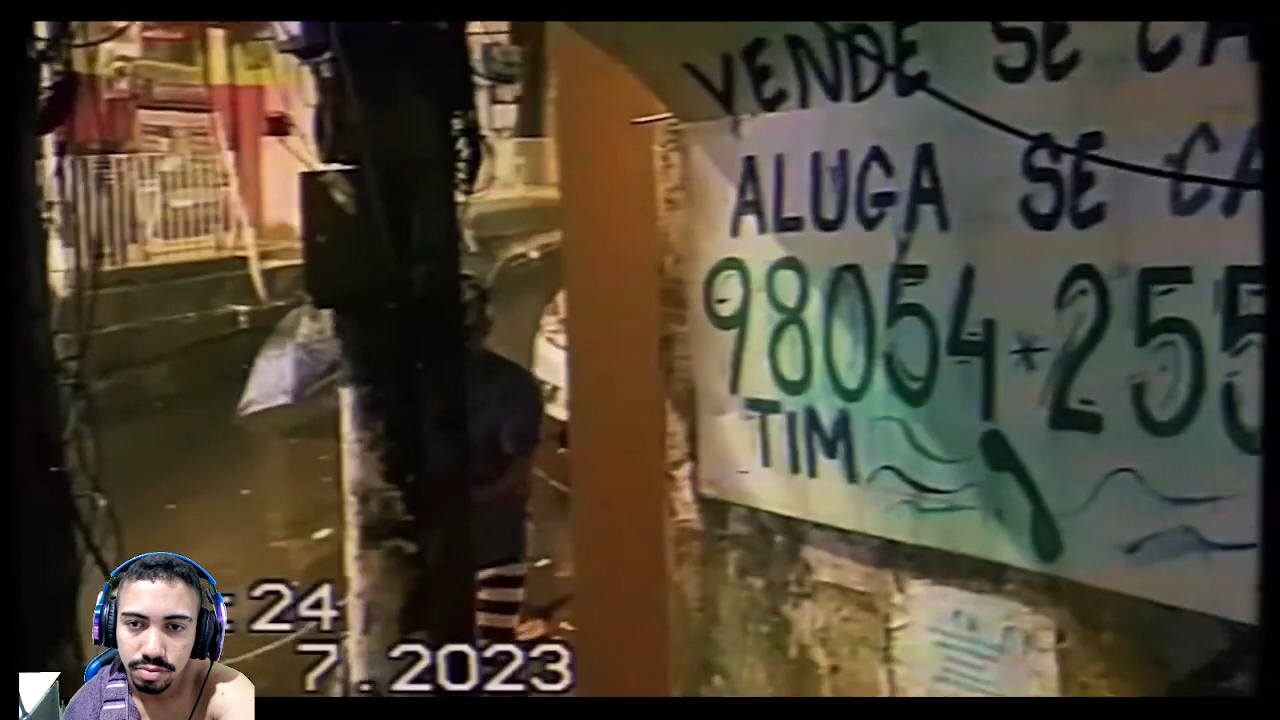 VENDE SE CA
ALUGA SE CA
98054*255
TIM
:24
7.2023